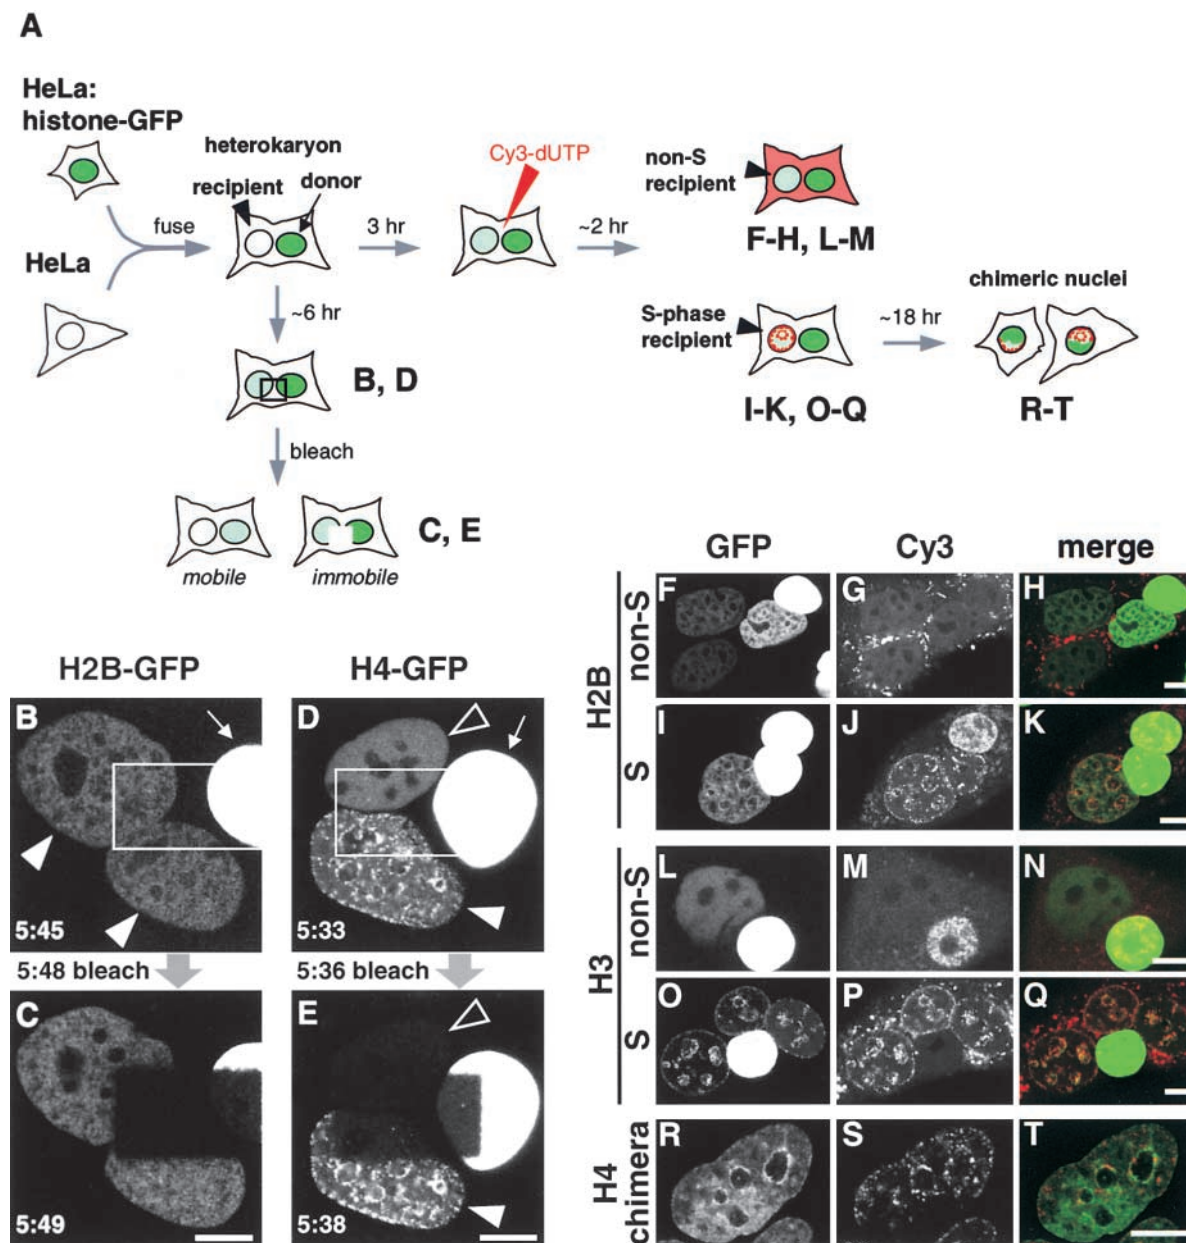 A
HeLa:
histone-GFP
heterokaryon
recipient
donor
fuse
HeLa
3 hr
Cy3-dUTP
~2 hr
non-S
recipient
F-H, L-M
chimeric nuclei
S-phase
recipient
~18 hr
I-K, O-Q
R-T
~6 hr
B, D
bleach
C, E
mobile
immobile
H2B-GFP
H4-GFP
B
5:45
D
5:33
5:48 bleach
5:36 bleach
C
5:49
E
5:38
GFP
Cy3
merge
H2B
non-S
F
G
H
S
I
J
K
H3
non-S
L
M
N
S
O
P
Q
H4
chimera
R
S
T